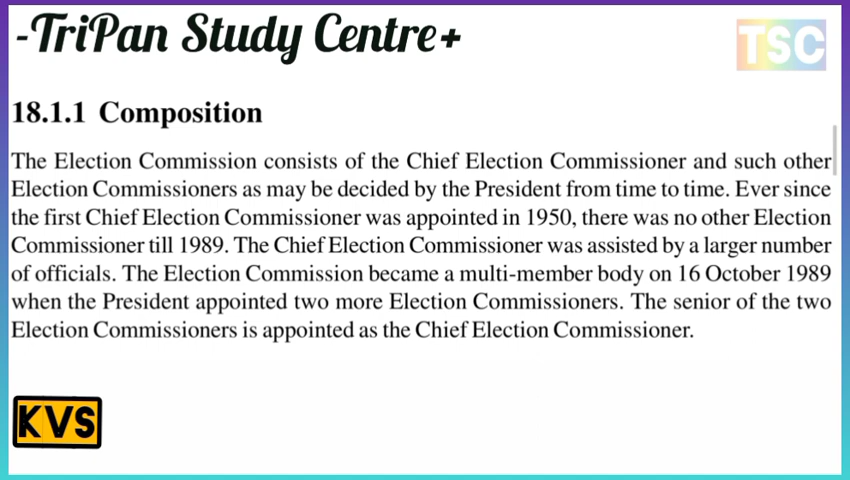 -TriPan Study Centre+
TSC
18.1.1 Composition
The Election Commission consists of the Chief Election Commissioner and such other
Election Commissioners as may be decided by the President from time to time. Ever since
the first Chief Election Commissioner was appointed in 1950, there was no other Election
Commissioner till 1989. The Chief Election Commissioner was assisted by a larger number
of officials. The Election Commission became a multi-member body on 16 October 1989
when the President appointed two more Election Commissioners. The senior of the two
Election Commissioners is appointed as the Chief Election Commissioner.
KVS